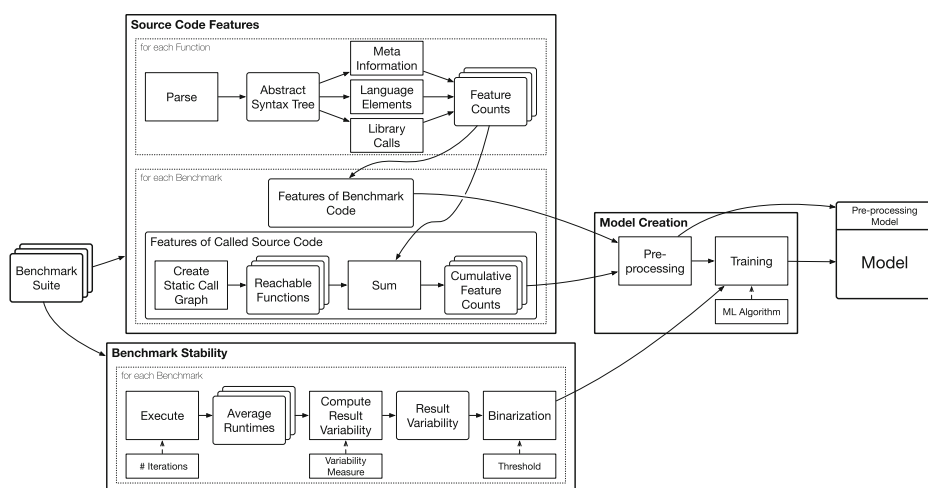 Source Code Features
for each Function
Parse
Abstract
Syntax Tree
Meta
Information
Language
Elements
Library
Calls
Feature
Counts
for each Benchmark
Features of Benchmark
Code
Features of Called Source Code
Create
Static Call
Graph
Reachable
Functions
Sum
Cumulative
Feature
Counts
Benchmark
Suite
Model Creation
Pre-
processing
Training
ML Algorithm
Pre-processing
Model
Model
Benchmark Stability
for each Benchmark
Execute
# Iterations
Average
Runtimes
Compute
Result
Variability
Variability
Measure
Result
Variability
Binarization
Threshold